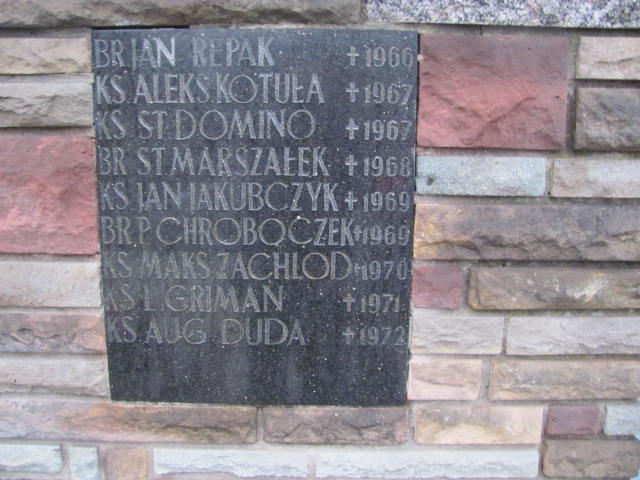 BR JAN REPAK +1966
KS ALEKS.KOTUŁA +1967
KS ST.DOMINO +1967
BR ST.MARSZAŁEK +1968
KS JAN JAKUBCZYK +1969
BR P.CHROBOCZEK +1969
KS MAKS.ZACHLOD +1970
KS L.GRIMAN +1971
KS.AUG DUDA +1972